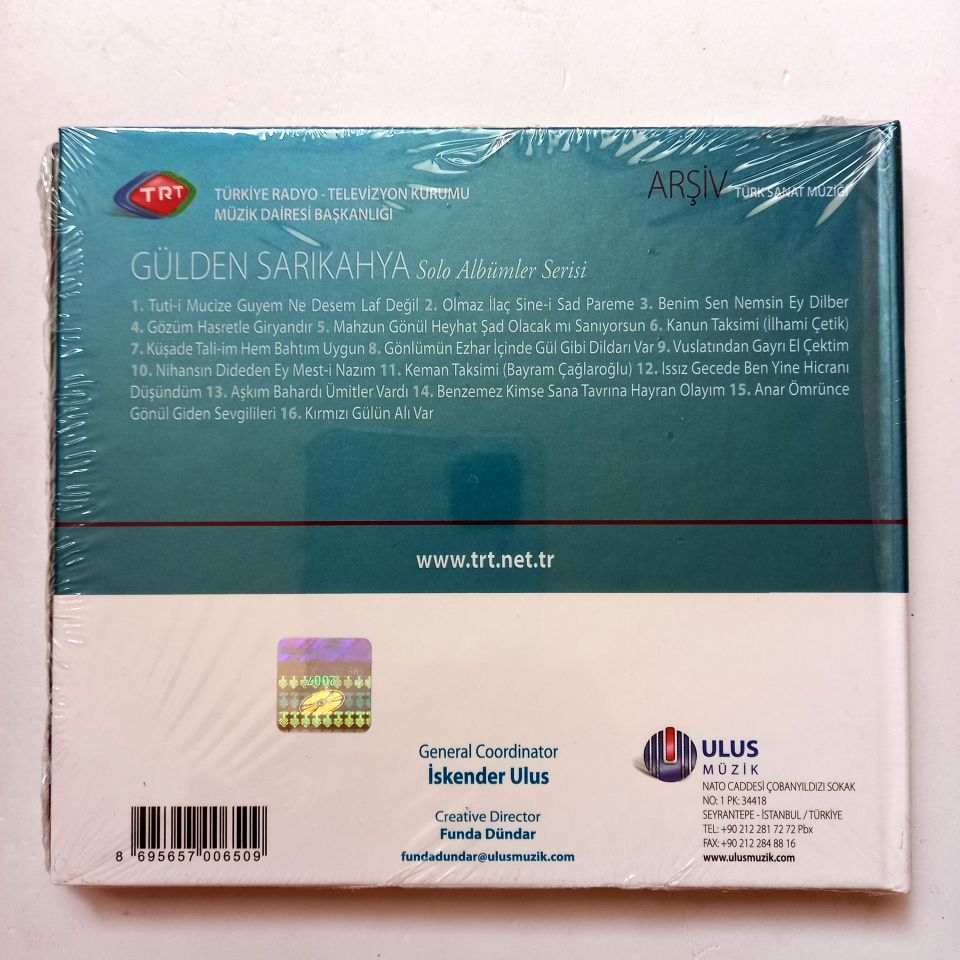 TRT
TÜRKİYE RADYO - TELEVİZYON KURUMU
MÜZİK DAİRESİ BAŞKANLIĞI
ARŞİV TÜRK SANAT MÜZİĞİ
GÜLDEN SARIKAHYA Solo Albümler Serisi
1. Tuti-i Mucize Guyem Ne Desem Laf Değil 2. Olmaz İlaç Sine-i Sad Pareme 3. Benim Sen Nemsin Ey Dilber
4. Gözüm Hasretle Giryandır 5. Mahzun Gönül Heyhat Şad Olacak mı Sanıyorsun 6. Kanun Taksimi (İlhami Çetik)
7. Küşade Tali-im Hem Bahtım Uygun 8. Gönlümün Ezhar İçinde Gül Gibi Dildarı Var 9. Vuslatından Gayrı El Çektim
10. Nihansın Dideden Ey Mest-i Nazım 11. Keman Taksimi (Bayram Çağlaroğlu) 12. Issız Gecede Ben Yine Hicranı
Düşündüm 13. Aşkım Bahardı Ümitler Vardı 14. Benzemez Kimse Sana Tavrına Hayran Olayım 15. Anar Ömrünce
Gönül Giden Sevgilileri 16. Kırmızı Gülün Alı Var
www.trt.net.tr
2007
General Coordinator
İskender Ulus
Creative Director
Funda Dündar
fundadundar@ulusmuzik.com
ULUS
MÜZİK
NATO CADDESİ ÇOBANYILDIZI SOKAK
NO: 1 PK: 34418
SEYRANTEPE - İSTANBUL / TÜRKİYE
TEL: +90 212 281 72 72 Pbx
FAX: +90 212 284 88 16
www.ulusmuzik.com
8 695657 006509